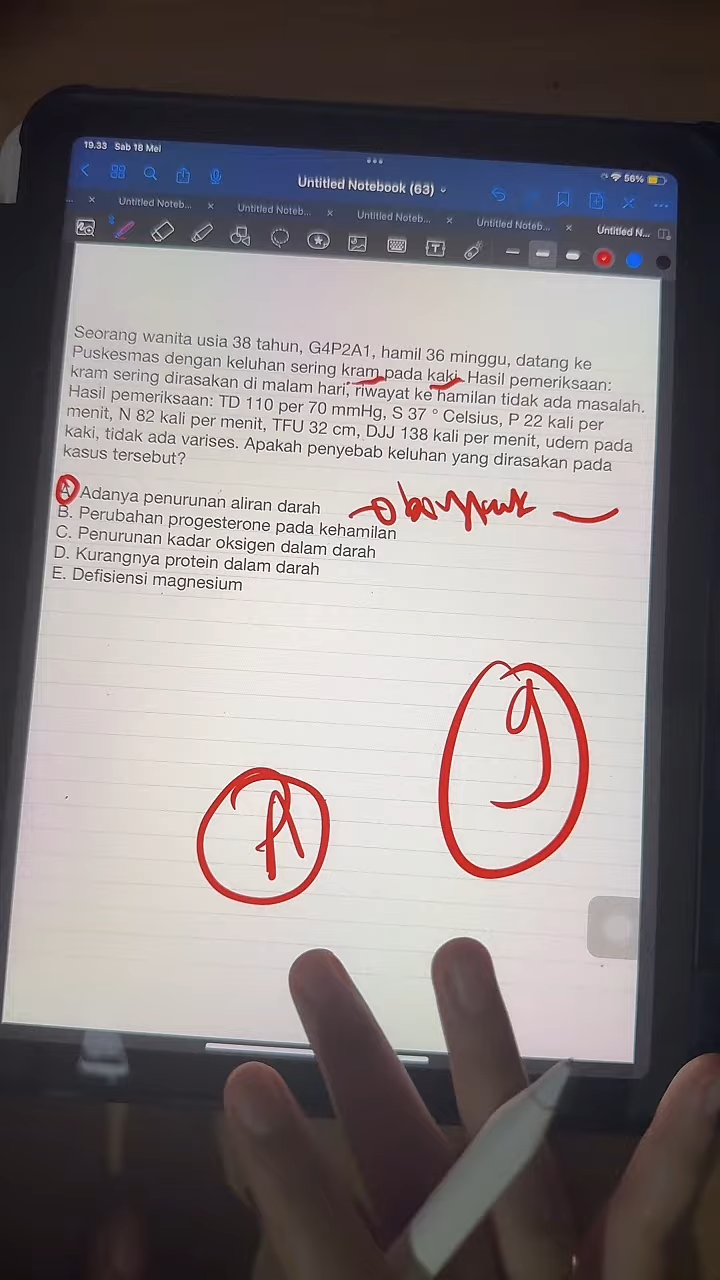 19.33 Sab 18 Mei
56%
Untitled Notebook (63)
Untitled Noteb...
Untitled Noteb...
Untitled Noteb...
Untitled Noteb...
Untitled N...
Seorang wanita usia 38 tahun, G4P2A1, hamil 36 minggu, datang ke
Puskesmas dengan keluhan sering kram pada kaki. Hasil pemeriksaan:
kram sering dirasakan di malam hari, riwayat ke hamilan tidak ada masalah.
Hasil pemeriksaan: TD 110 per 70 mmHg, S 37 ° Celsius, P 22 kali per
menit, N 82 kali per menit, TFU 32 cm, DJJ 138 kali per menit, udem pada
kaki, tidak ada varises. Apakah penyebab keluhan yang dirasakan pada
kasus tersebut?
A. Adanya penurunan aliran darah
B. Perubahan progesterone pada kehamilan
C. Penurunan kadar oksigen dalam darah
D. Kurangnya protein dalam darah
E. Defisiensi magnesium